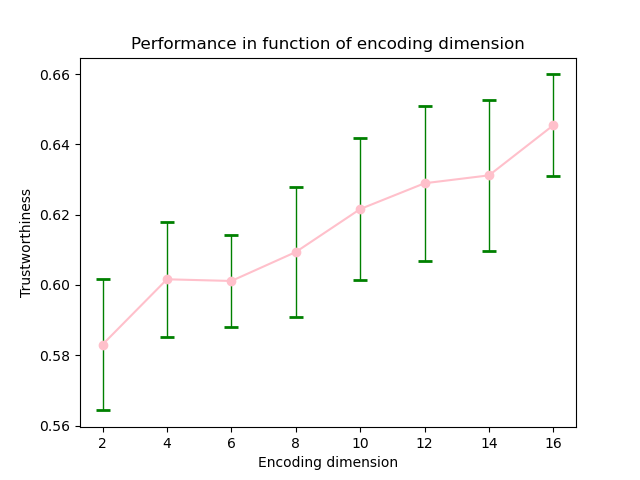 Performance in function of encoding dimension
Trustworthiness
0.66
0.64
0.62
0.60
0.58
0.56
2 4 6 8 10 12 14 16
Encoding dimension